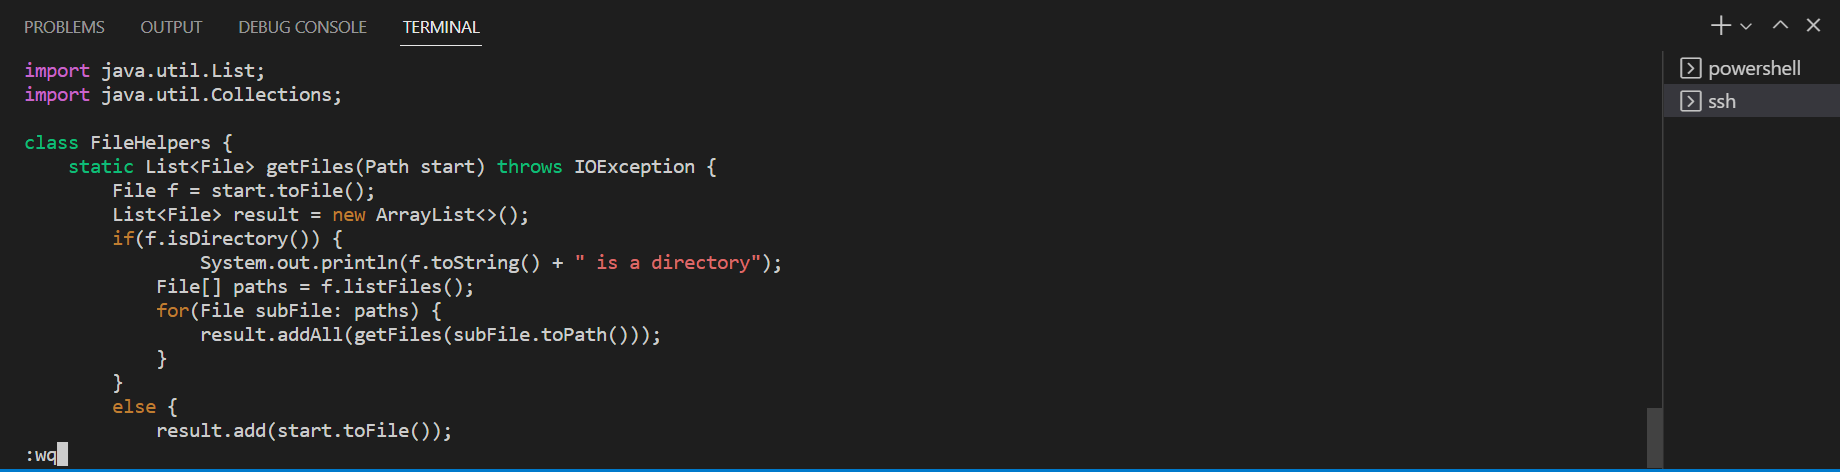 PROBLEMS OUTPUT DEBUG CONSOLE TERMINAL
import java.util.List;
import java.util.Collections;
class FileHelpers {
    static List<File> getFiles(Path start) throws IOException {
        File f = start.toFile();
        List<File> result = new ArrayList<>();
        if(f.isDirectory()) {
                System.out.println(f.toString() + " is a directory");
            File[] paths = f.listFiles();
            for(File subFile: paths) {
                result.addAll(getFiles(subFile.toPath()));
            }
        }
        else {
            result.add(start.toFile());
:wq
powershell
ssh